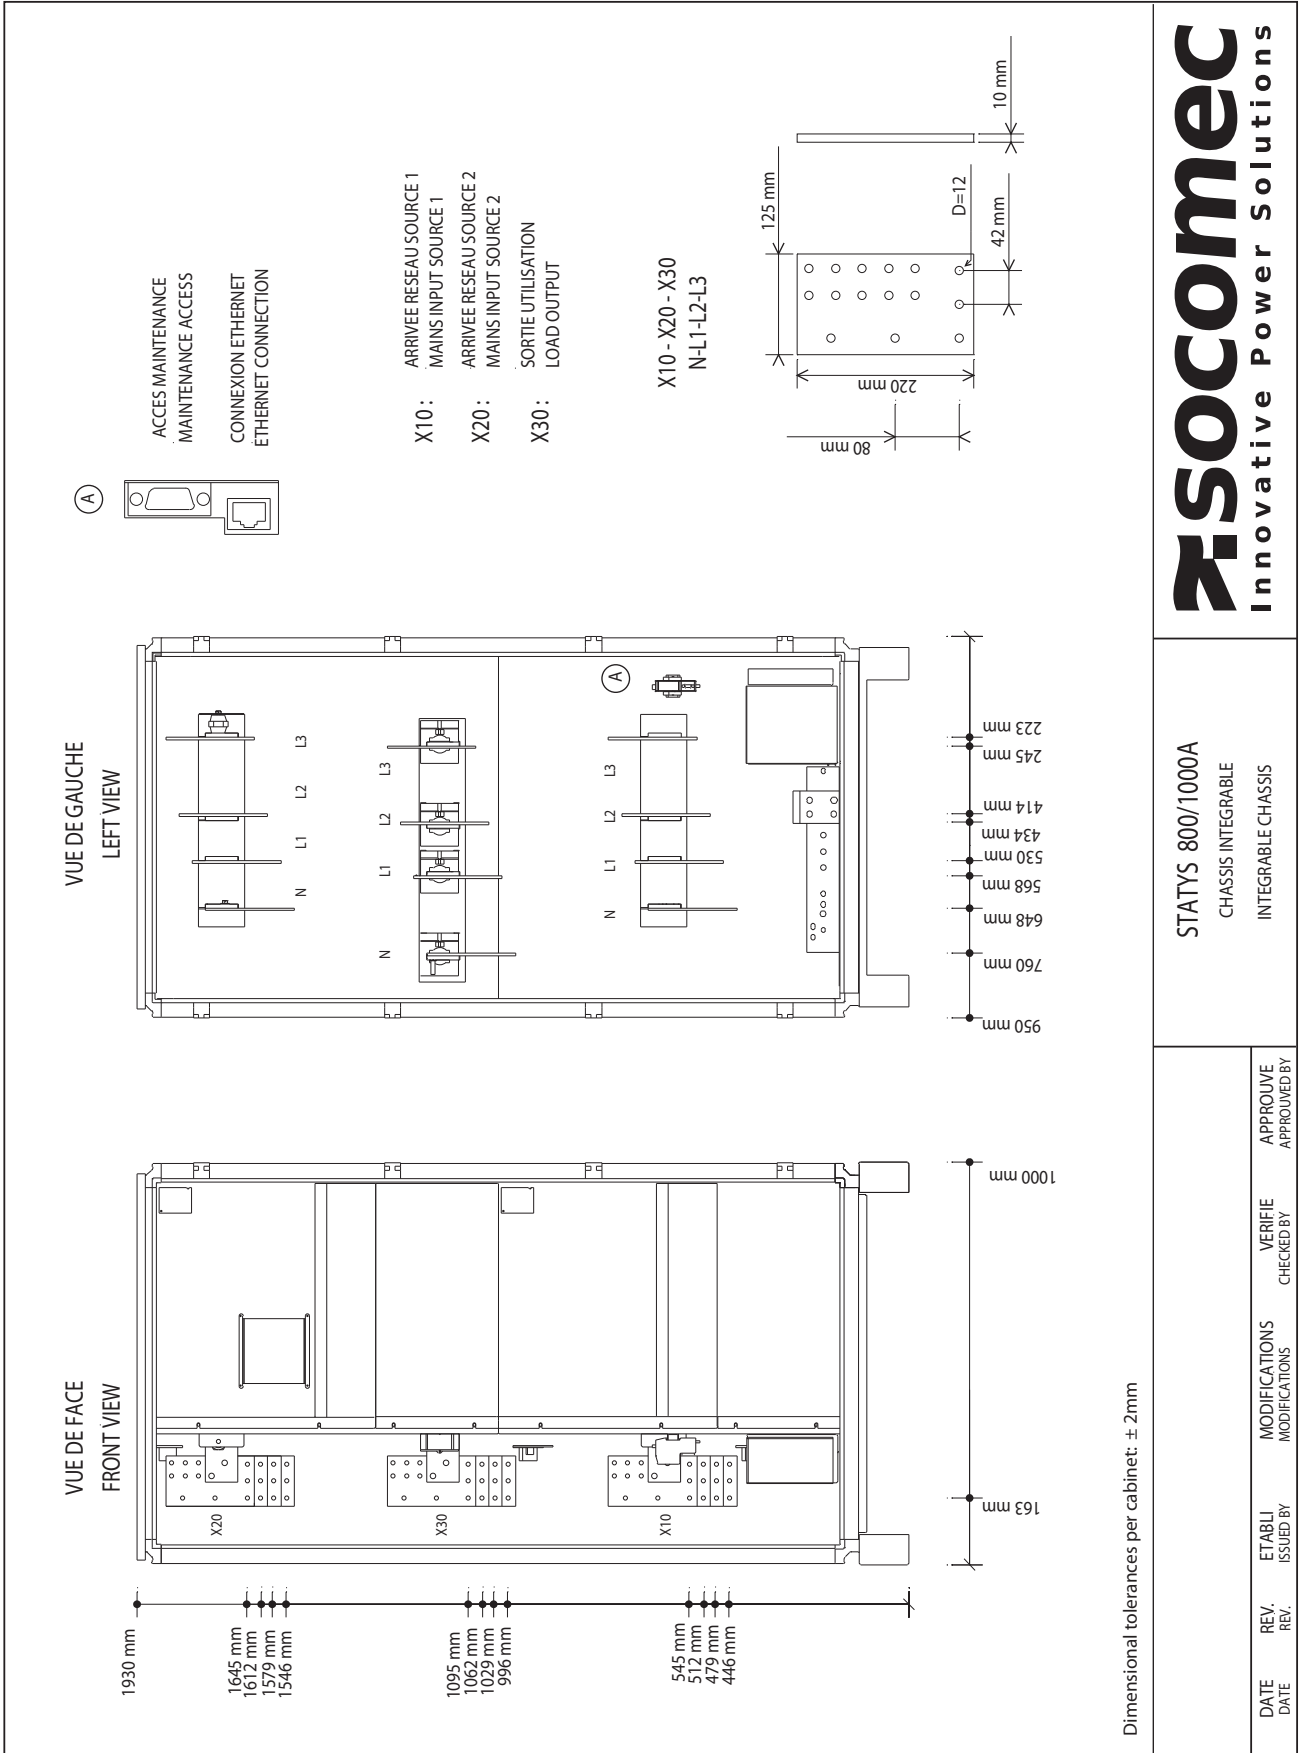 VUE DE FACE
FRONT VIEW
1930 mm
1645 mm
1612 mm
1579 mm
1546 mm
1095 mm
1062 mm
1029 mm
996 mm
545 mm
512 mm
479 mm
446 mm
X20
X30
X10
163 mm
1000 mm
VUE DE GAUCHE
LEFT VIEW
N
L1
L2
L3
N
L1
L2
L3
N
L1
L2
L3
A
950 mm
760 mm
648 mm
568 mm
530 mm
434 mm
414 mm
245 mm
223 mm
A
ACCES MAINTENANCE
MAINTENANCE ACCESS
CONNEXION ETHERNET
ETHERNET CONNECTION
X10 : ARRIVEE RESEAU SOURCE 1
MAINS INPUT SOURCE 1
X20 : ARRIVEE RESEAU SOURCE 2
MAINS INPUT SOURCE 2
X30 : SORTIE UTILISATION
LOAD OUTPUT
X10 - X20 - X30
N-L1-L2-L3
125 mm
220 mm
80 mm
D=12
42 mm
10 mm
Dimensional tolerances per cabinet: ± 2mm
DATE
DATE
REV.
REV.
ETABLI
ISSUED BY
MODIFICATIONS
MODIFICATIONS
VERIFIE
CHECKED BY
APPROUVE
APPROUVED BY
STATYS 800/1000A
CHASSIS INTEGRABLE
INTEGRABLE CHASSIS
socomec
Innovative Power Solutions